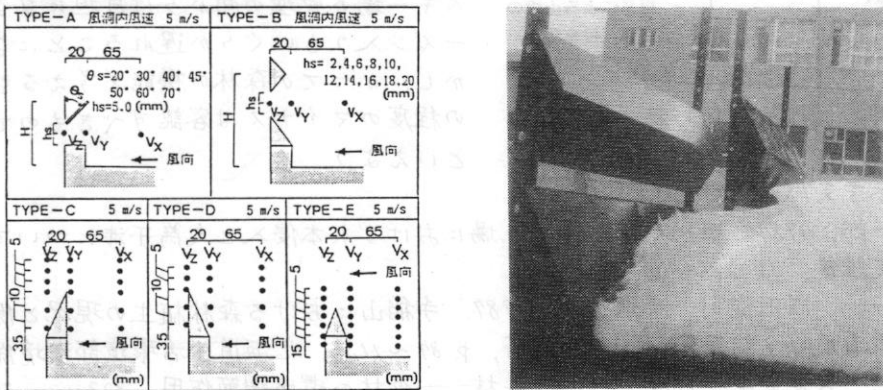 TYPE-A 風洞内風速 5 m/s
20 65
θs=20° 30° 40° 45°
50° 60° 70°
hs=5.0 (mm)
H
hs
VZ VY VX
風向
TYPE-B 風洞内風速 5 m/s
20 65
hs= 2,4,6,8,10,
12,14,16,18.20
(mm)
H
hs
VZ VY VX
風向
TYPE-C 5 m/s
20 65
VZ VY VX
風向
5
10
35
(mm)
TYPE-D 5 m/s
20 65
VZ VY VX
風向
5
10
35
(mm)
TYPE-E 5 m/s
20 65
VZ VY VX
風向
5
15
(mm)